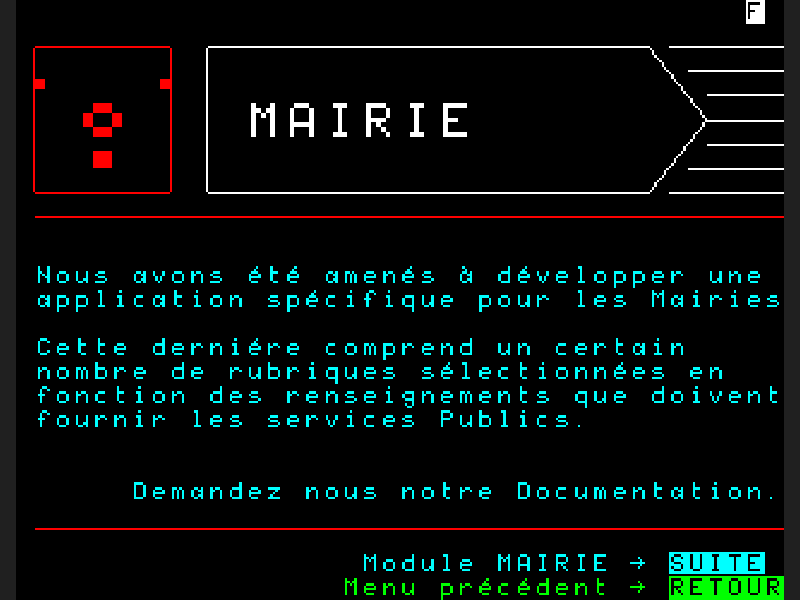 F
MAIRIE
Nous avons été amenés à développer une
application spécifique pour les Mairies
Cette derniére comprend un certain
nombre de rubriques sélectionnées en
fonction des renseignements que doivent
fournir les services Publics.
Demandez nous notre Documentation.
Module MAIRIE → SUITE
Menu précédent → RETOUR